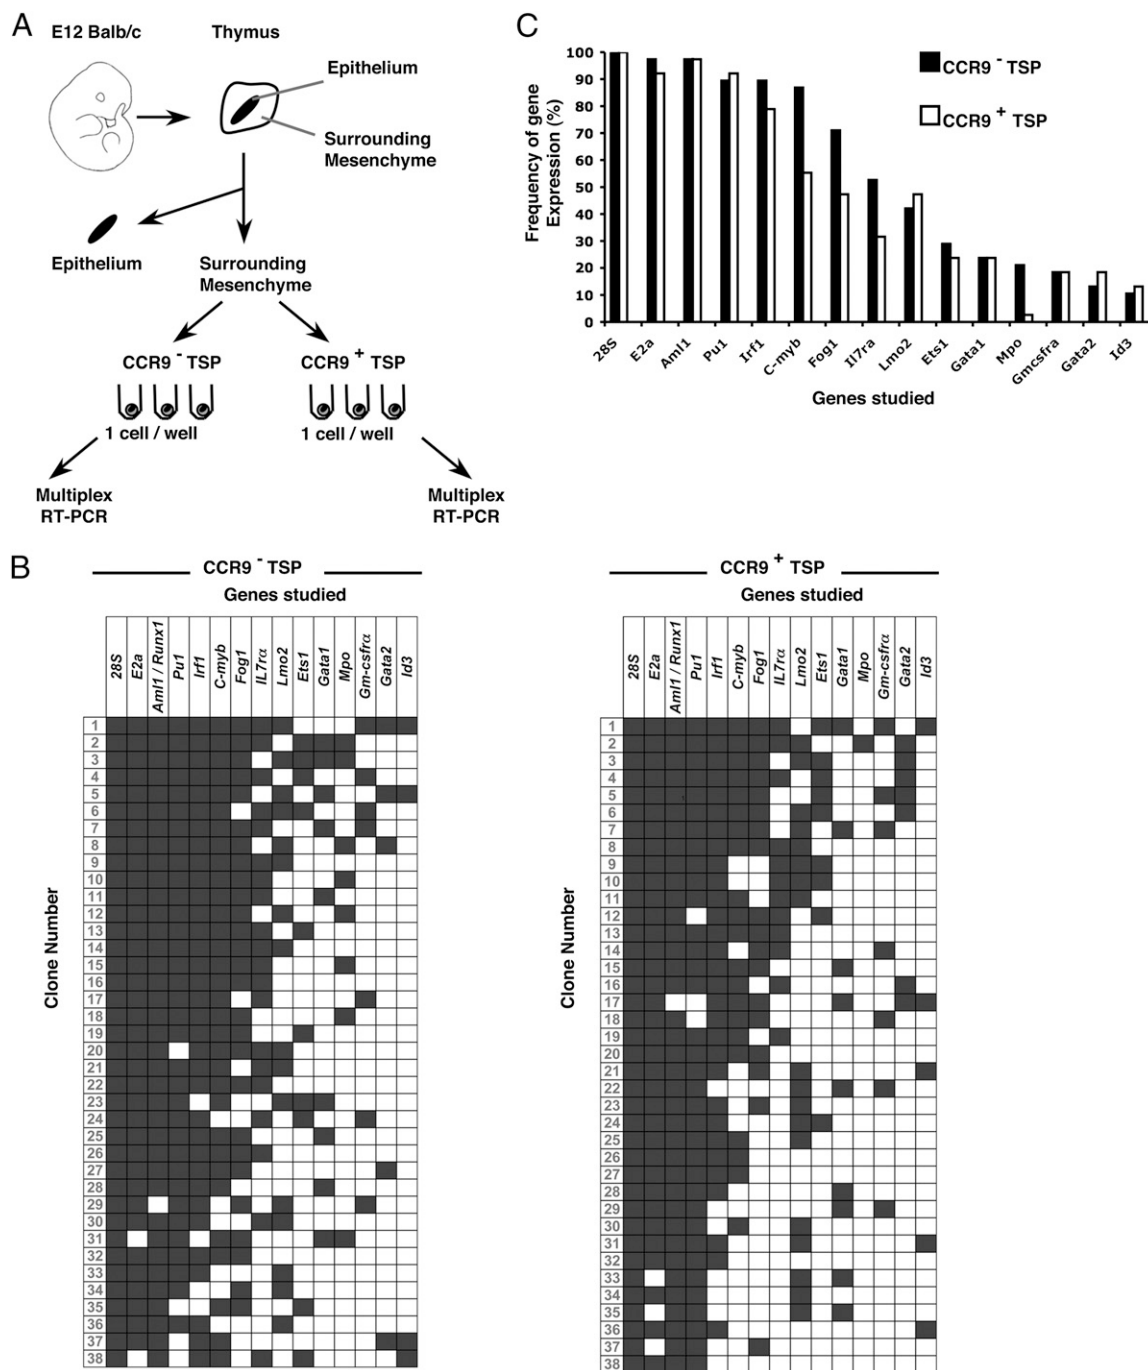 A
E12 Balb/c
Thymus
Epithelium
Surrounding
Mesenchyme
Epithelium
Surrounding
Mesenchyme
CCR9 - TSP
CCR9 + TSP
1 cell / well
1 cell / well
Multiplex
RT-PCR
Multiplex
RT-PCR
C
Frequency of gene
Expression (%)
100
90
80
70
60
50
40
30
20
10
0
CCR9 - TSP
CCR9 + TSP
28S
E2a
Aml1
Pu1
Irf1
C-myb
Fog1
Il7ra
Lmo2
Ets1
Gata1
Mpo
Gmcsfra
Gata2
Id3
Genes studied
B
CCR9 - TSP
Genes studied
28S
E2a
Aml1 / Runx1
Pu1
Irf1
C-myb
Fog1
IL7rα
Lmo2
Ets1
Gata1
Mpo
Gm-csfrα
Gata2
Id3
Clone Number
1
2
3
4
5
6
7
8
9
10
11
12
13
14
15
16
17
18
19
20
21
22
23
24
25
26
27
28
29
30
31
32
33
34
35
36
37
38
CCR9 + TSP
Genes studied
28S
E2a
Aml1 / Runx1
Pu1
Irf1
C-myb
Fog1
IL7rα
Lmo2
Ets1
Gata1
Mpo
Gm-csfrα
Gata2
Id3
Clone Number
1
2
3
4
5
6
7
8
9
10
11
12
13
14
15
16
17
18
19
20
21
22
23
24
25
26
27
28
29
30
31
32
33
34
35
36
37
38